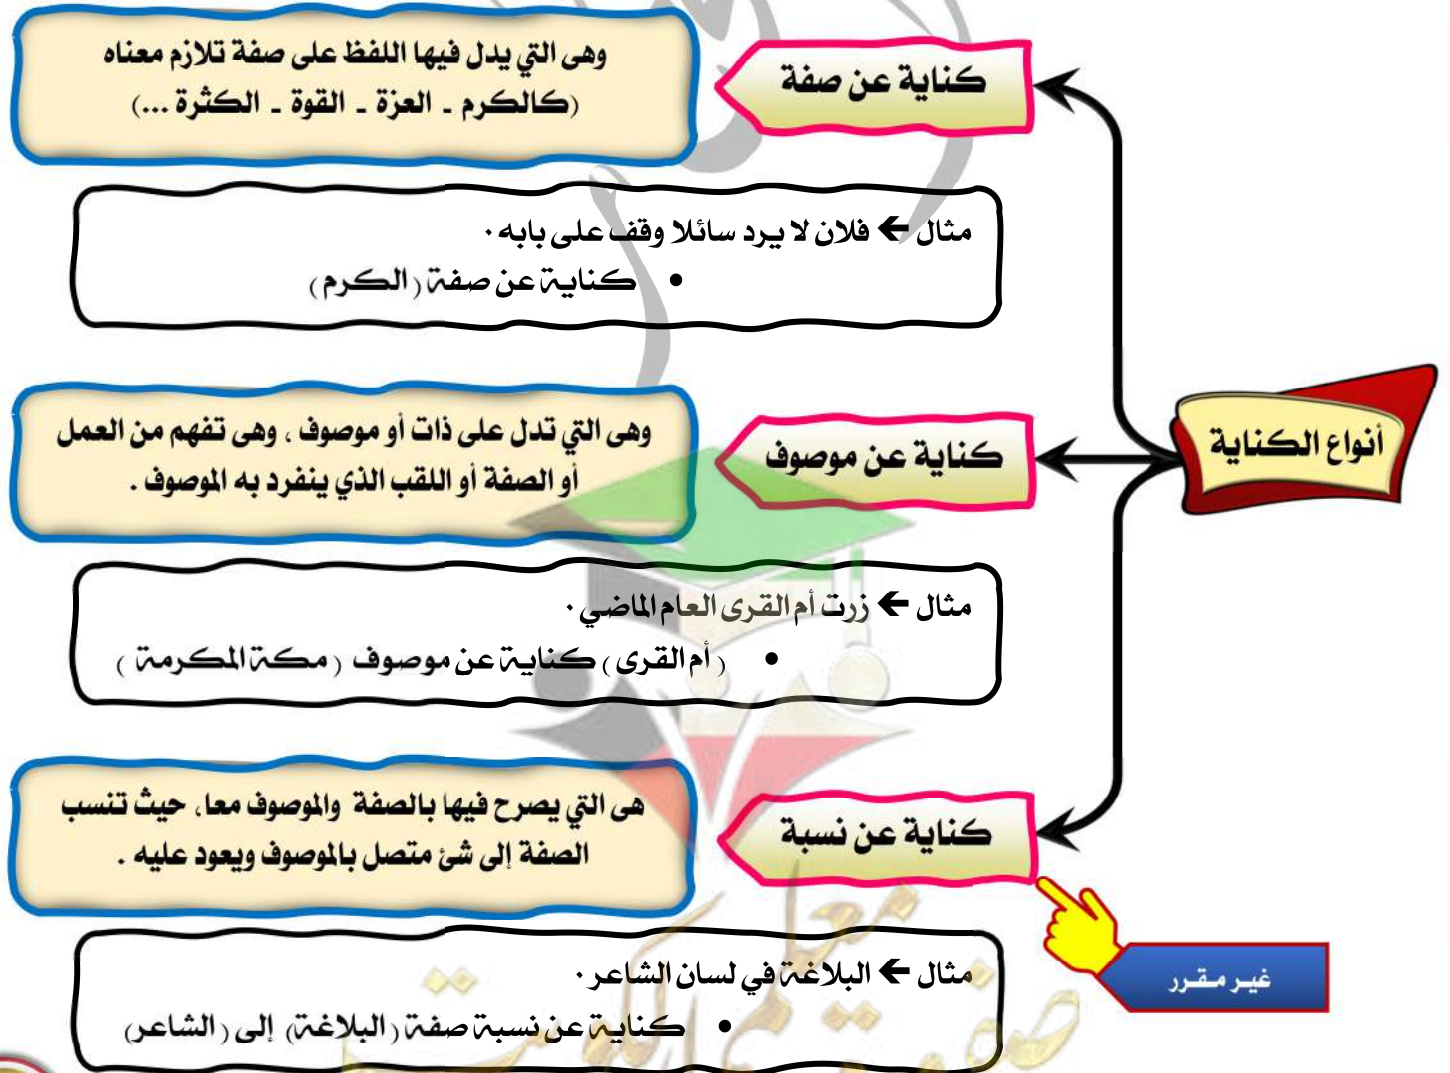 أنواع الكناية
كناية عن صفة
وهى التي يدل فيها اللفظ على صفة تلازم معناه
(كالكرم - العزة - القوة - الكثرة ...)
مثال ← فلان لا يرد سائلا وقف على بابه .
• كناية عن صفة (الكرم)
كناية عن موصوف
وهى التي تدل على ذات أو موصوف ، وهى تفهم من العمل
أو الصفة أو اللقب الذي ينفرد به الموصوف .
مثال ← زرت أم القرى العام الماضي .
• (أم القرى) كناية عن موصوف (مكة المكرمة )
كناية عن نسبة
هى التي يصرح فيها بالصفة والموصوف معا، حيث تنسب
الصفة إلى شئ متصل بالموصوف ويعود عليه .
غير مقرر
مثال ← البلاغة في لسان الشاعر .
• كناية عن نسبة صفة (البلاغة) إلى (الشاعر)
معلم
الكويت